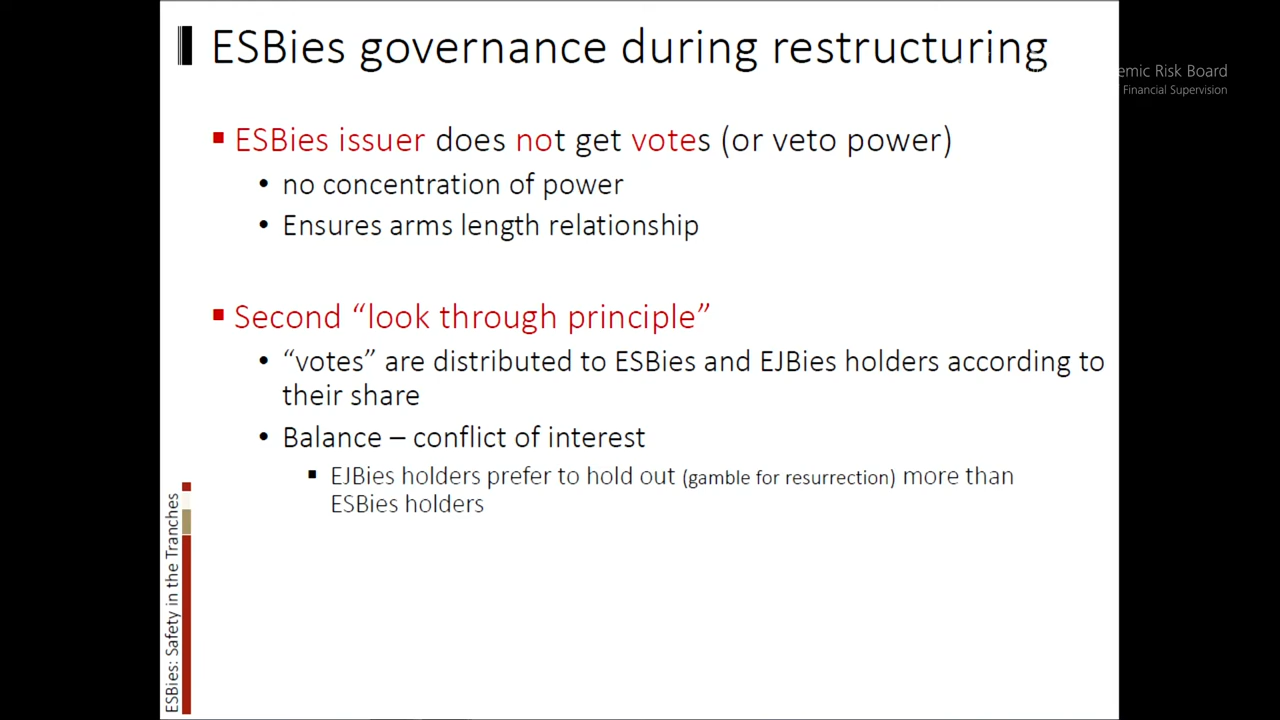 ESBies governance during restructuring
emic Risk Board
Financial Supervision
▪ ESBies issuer does not get votes (or veto power)
• no concentration of power
• Ensures arms length relationship
▪ Second “look through principle”
• “votes” are distributed to ESBies and EJBies holders according to
their share
• Balance – conflict of interest
▪ EJBies holders prefer to hold out (gamble for resurrection) more than
ESBies holders
ESBies: Safety in the Tranches